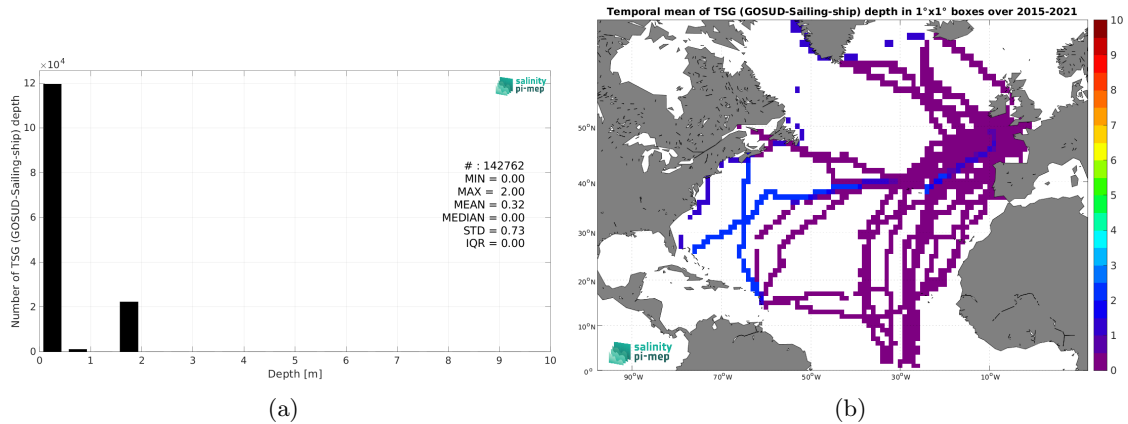 ×10⁴
12
10
8
6
4
2
0
Number of TSG (GOSUD-Sailing-ship) depth
salinity
pi-mep
# : 142762
MIN = 0.00
MAX = 2.00
MEAN = 0.32
MEDIAN = 0.00
STD = 0.73
IQR = 0.00
0 1 2 3 4 5 6 7 8 9 10
Depth [m]
(a)
Temporal mean of TSG (GOSUD-Sailing-ship) depth in 1°x1° boxes over 2015-2021
50°N
40°N
30°N
20°N
10°N
0°
salinity
pi-mep
90°W 70°W 50°W 30°W 10°W
10
9
8
7
6
5
4
3
2
1
0
(b)